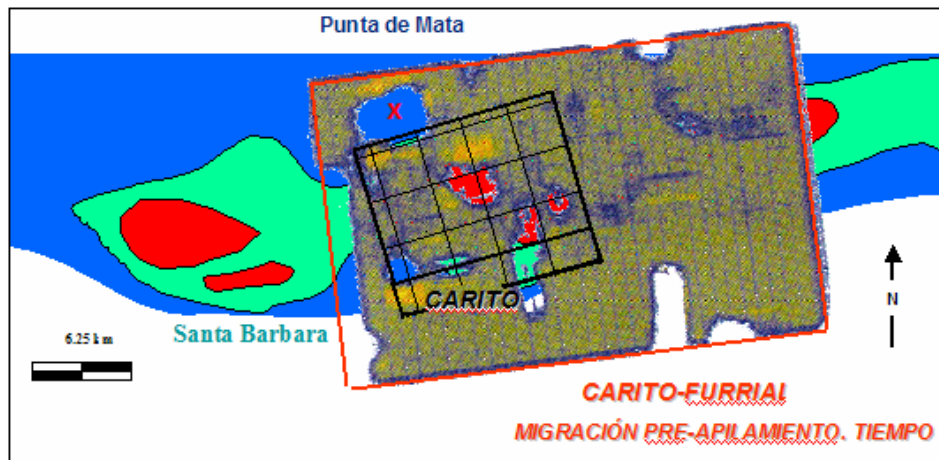 Punta de Mata
X
CARITO
N
Santa Barbara
6.25 km
CARITO-FURRIAL
MIGRACIÓN PRE-APILAMIENTO. TIEMPO